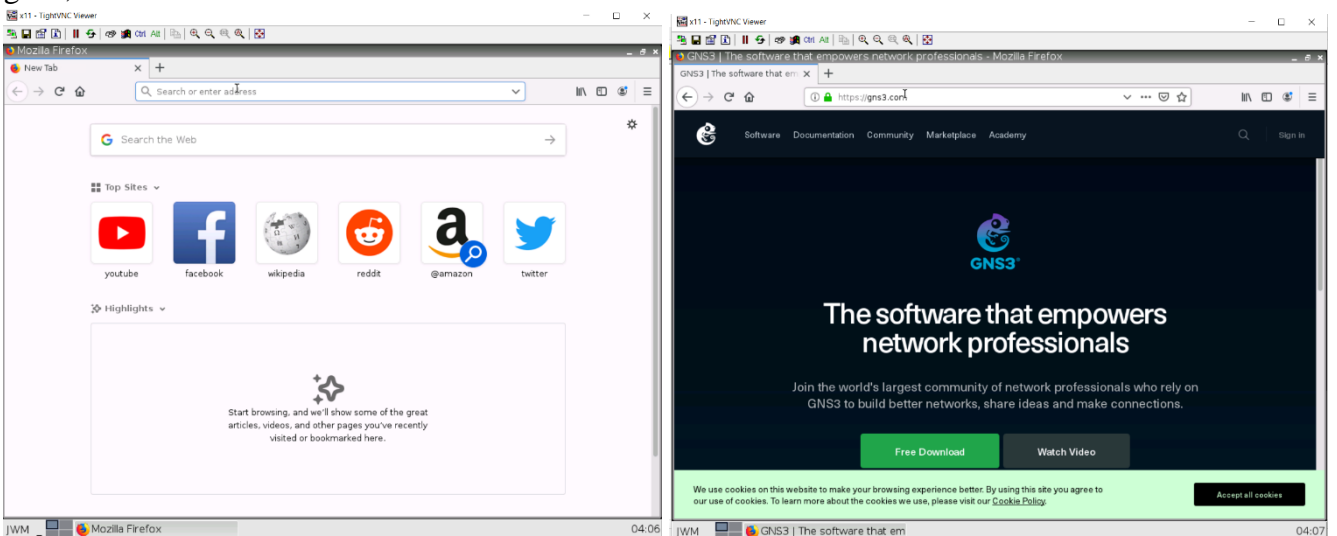 x11 - TightVNC Viewer
Ctrl Alt
Mozilla Firefox
New Tab
Search or enter address
Search the Web
Top Sites
youtube facebook wikipedia reddit @amazon twitter
Highlights
Start browsing, and we'll show some of the great
articles, videos, and other pages you've recently
visited or bookmarked here.
JWM Mozilla Firefox 04:06
x11 - TightVNC Viewer
Ctrl Alt
GNS3 | The software that empowers network professionals - Mozilla Firefox
GNS3 | The software that em
https://gns3.com
Software Documentation Community Marketplace Academy Sign in
GNS3
The software that empowers
network professionals
Join the world's largest community of network professionals who rely on
GNS3 to build better networks, share ideas and make connections.
Free Download Watch Video
We use cookies on this website to make your browsing experience better. By using this site you agree to
our use of cookies. To learn more about the cookies we use, please visit our Cookie Policy.
Accept all cookies
JWM GNS3 | The software that em 04:07